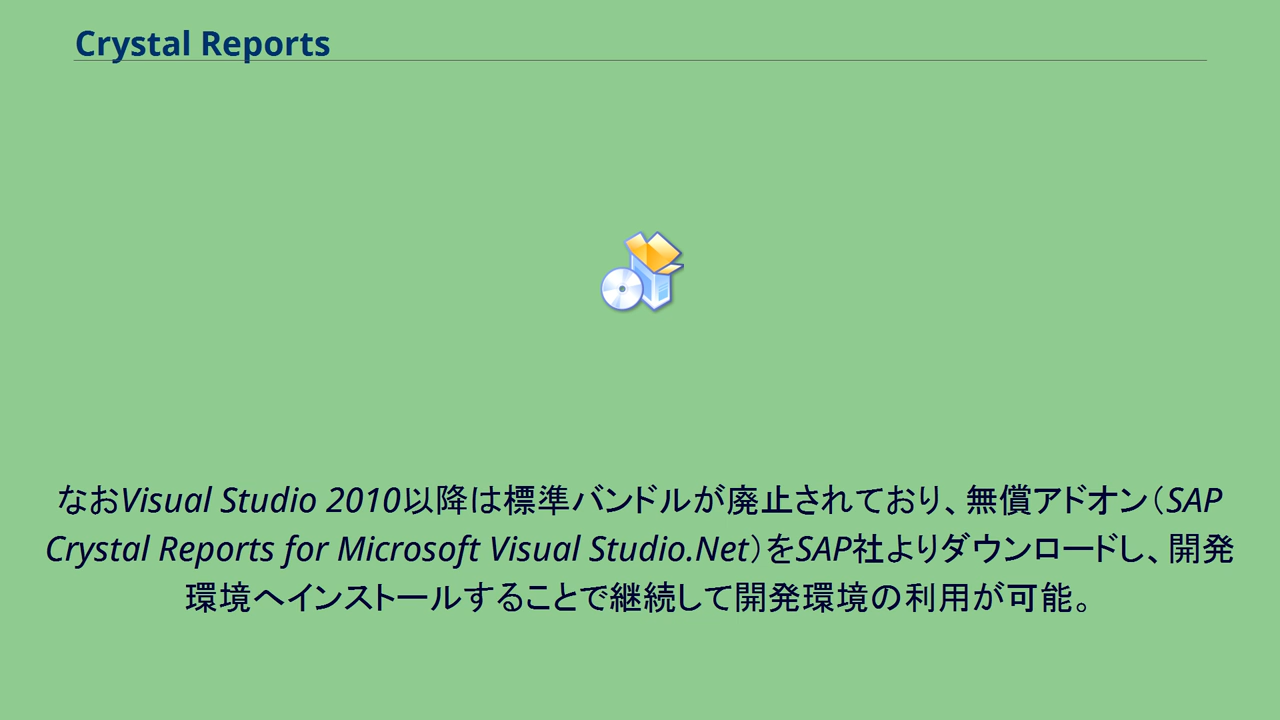 Crystal Reports
なおVisual Studio 2010以降は標準バンドルが廃止されており、無償アドオン（SAP
Crystal Reports for Microsoft Visual Studio.Net）をSAP社よりダウンロードし、開発
環境へインストールすることで継続して開発環境の利用が可能。